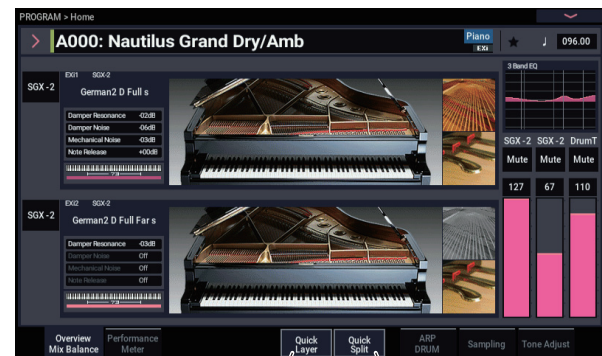 PROGRAM > Home
A000: Nautilus Grand Dry/Amb
Piano
EXi
♩ 096.00
SGX-2
EXi1 SGX-2
German2 D Full s
Damper Resonance -02dB
Damper Noise -06dB
Mechanical Noise -03dB
Note Release +00dB
73
3 Band EQ
SGX-2 SGX-2 DrumT
Mute Mute Mute
127 67 110
SGX-2
EXi2 SGX-2
German2 D Full Far s
Damper Resonance -03dB
Damper Noise Off
Mechanical Noise Off
Note Release Off
73
Overview
Mix Balance
Performance
Meter
Quick
Layer
Quick
Split
ARP
DRUM
Sampling
Tone Adjust